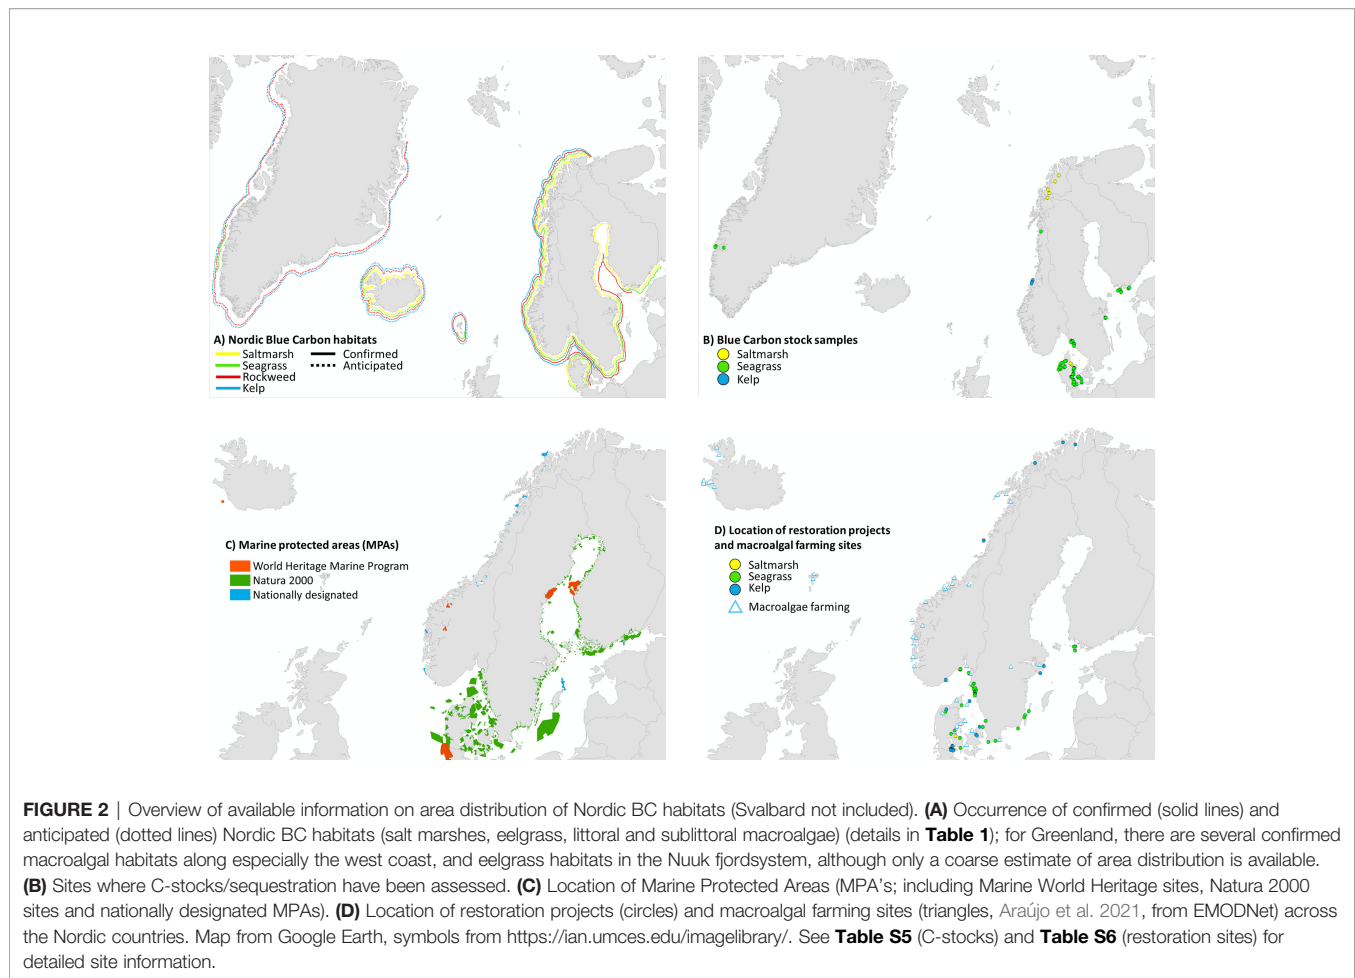 A) Nordic Blue Carbon habitats
Saltmarsh
Seagrass
Rockweed
Kelp
Confirmed
Anticipated
B) Blue Carbon stock samples
Saltmarsh
Seagrass
Kelp
C) Marine protected areas (MPAs)
World Heritage Marine Program
Natura 2000
Nationally designated
D) Location of restoration projects
and macroalgal farming sites
Saltmarsh
Seagrass
Kelp
Macroalgae farming
FIGURE 2 | Overview of available information on area distribution of Nordic BC habitats (Svalbard not included). (A) Occurrence of confirmed (solid lines) and
anticipated (dotted lines) Nordic BC habitats (salt marshes, eelgrass, littoral and sublittoral macroalgae) (details in Table 1); for Greenland, there are several confirmed
macroalgal habitats along especially the west coast, and eelgrass habitats in the Nuuk fjordsystem, although only a coarse estimate of area distribution is available.
(B) Sites where C-stocks/sequestration have been assessed. (C) Location of Marine Protected Areas (MPA's; including Marine World Heritage sites, Natura 2000
sites and nationally designated MPAs). (D) Location of restoration projects (circles) and macroalgal farming sites (triangles, Araújo et al. 2021, from EMODNet) across
the Nordic countries. Map from Google Earth, symbols from https://ian.umces.edu/imagelibrary/. See Table S5 (C-stocks) and Table S6 (restoration sites) for
detailed site information.